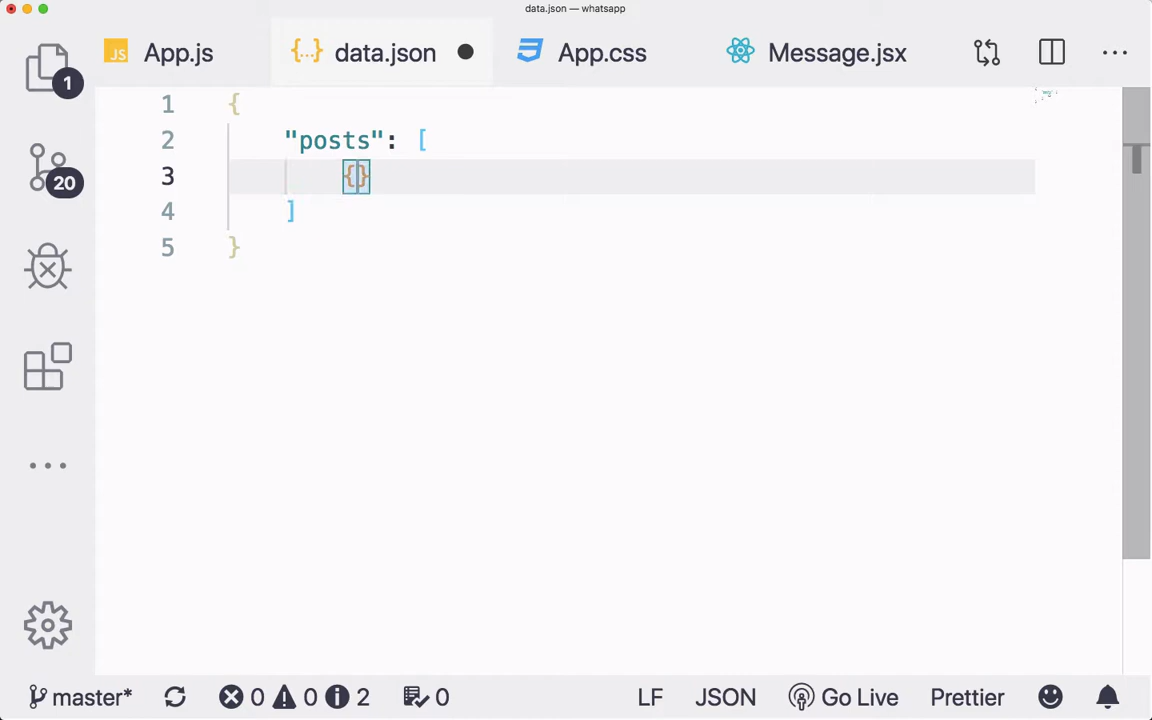 data.json — whatsapp
JS App.js
{...} data.json
App.css
Message.jsx
1
20
1 {
2 "posts": [
3 {}
4 ]
5 }
master*
0 0 2 0
LF
JSON
Go Live
Prettier